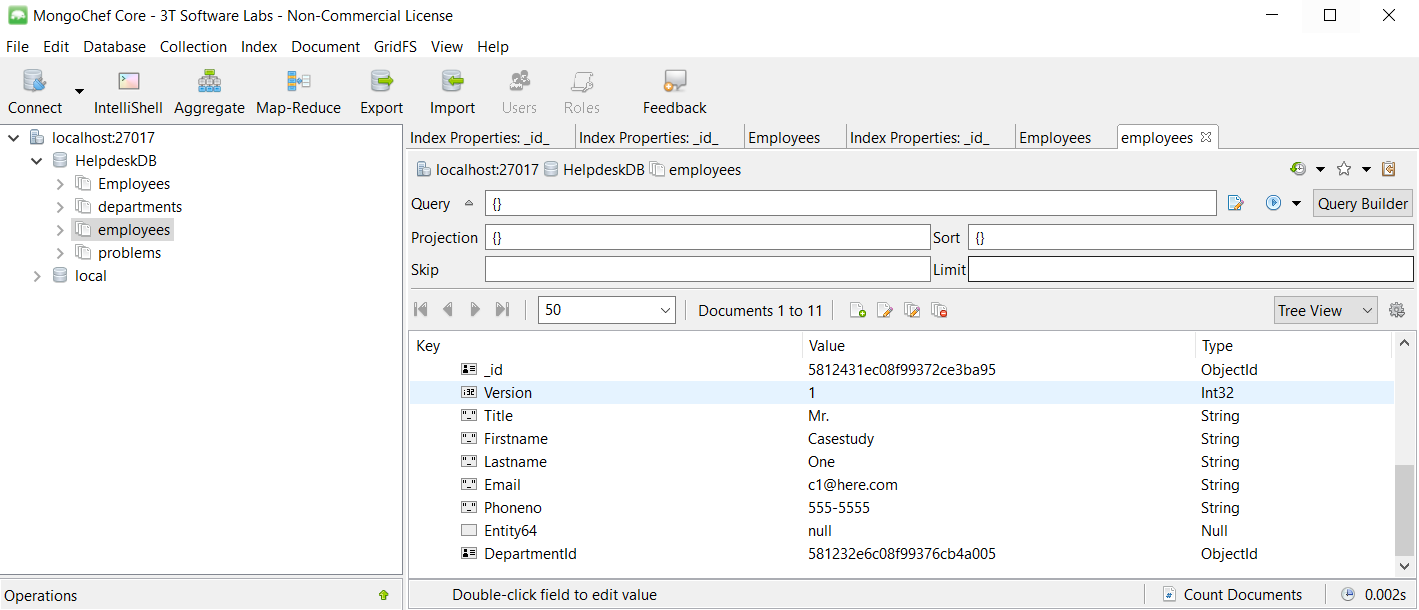 MongoChef Core - 3T Software Labs - Non-Commercial License
File Edit Database Collection Index Document GridFS View Help
Connect IntelliShell Aggregate Map-Reduce Export Import Users Roles Feedback
localhost:27017
HelpdeskDB
Employees
departments
employees
problems
local
Operations
Index Properties: _id_ Index Properties: _id_ Employees Index Properties: _id_ Employees employees
localhost:27017 HelpdeskDB employees
Query {} Query Builder
Projection {} Sort {}
Skip Limit
50 Documents 1 to 11 Tree View
Key Value Type
_id 5812431ec08f99372ce3ba95 ObjectId
Version 1 Int32
Title Mr. String
Firstname Casestudy String
Lastname One String
Email c1@here.com String
Phoneno 555-5555 String
Entity64 null Null
DepartmentId 581232e6c08f99376cb4a005 ObjectId
Double-click field to edit value Count Documents 0.002s